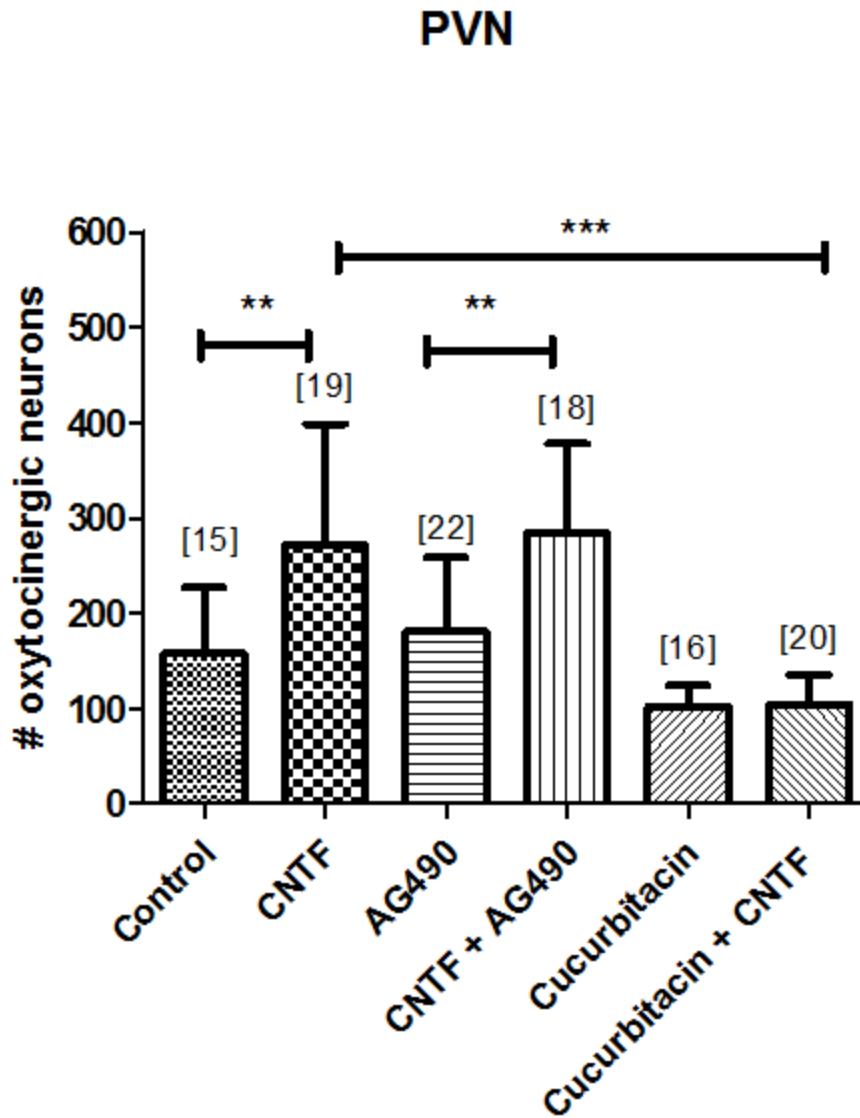 PVN
# oxytocinergic neurons
600
500
400
300
200
100
0
***
**
**
[19]
[18]
[15]
[22]
[16]
[20]
Control
CNTF
AG490
CNTF + AG490
Cucurbitacin
Cucurbitacin + CNTF